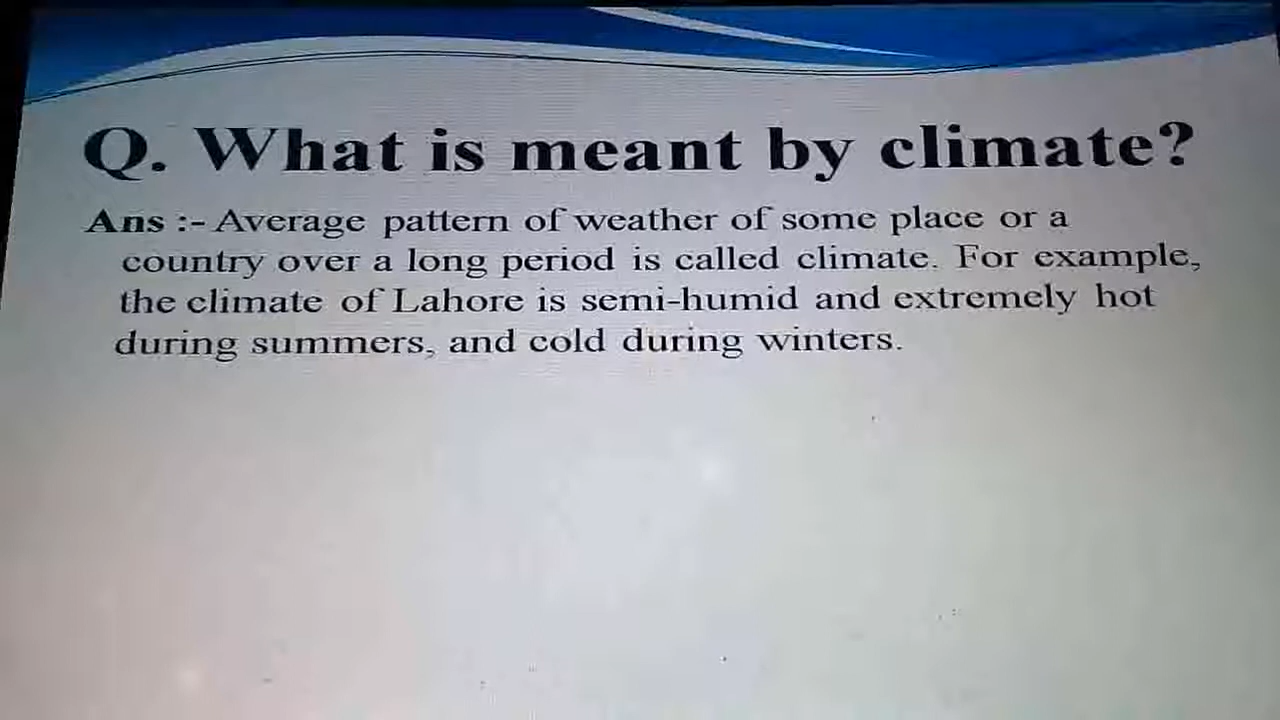 Q. What is meant by climate?
Ans :- Average pattern of weather of some place or a
country over a long period is called climate. For example,
the climate of Lahore is semi-humid and extremely hot
during summers, and cold during winters.